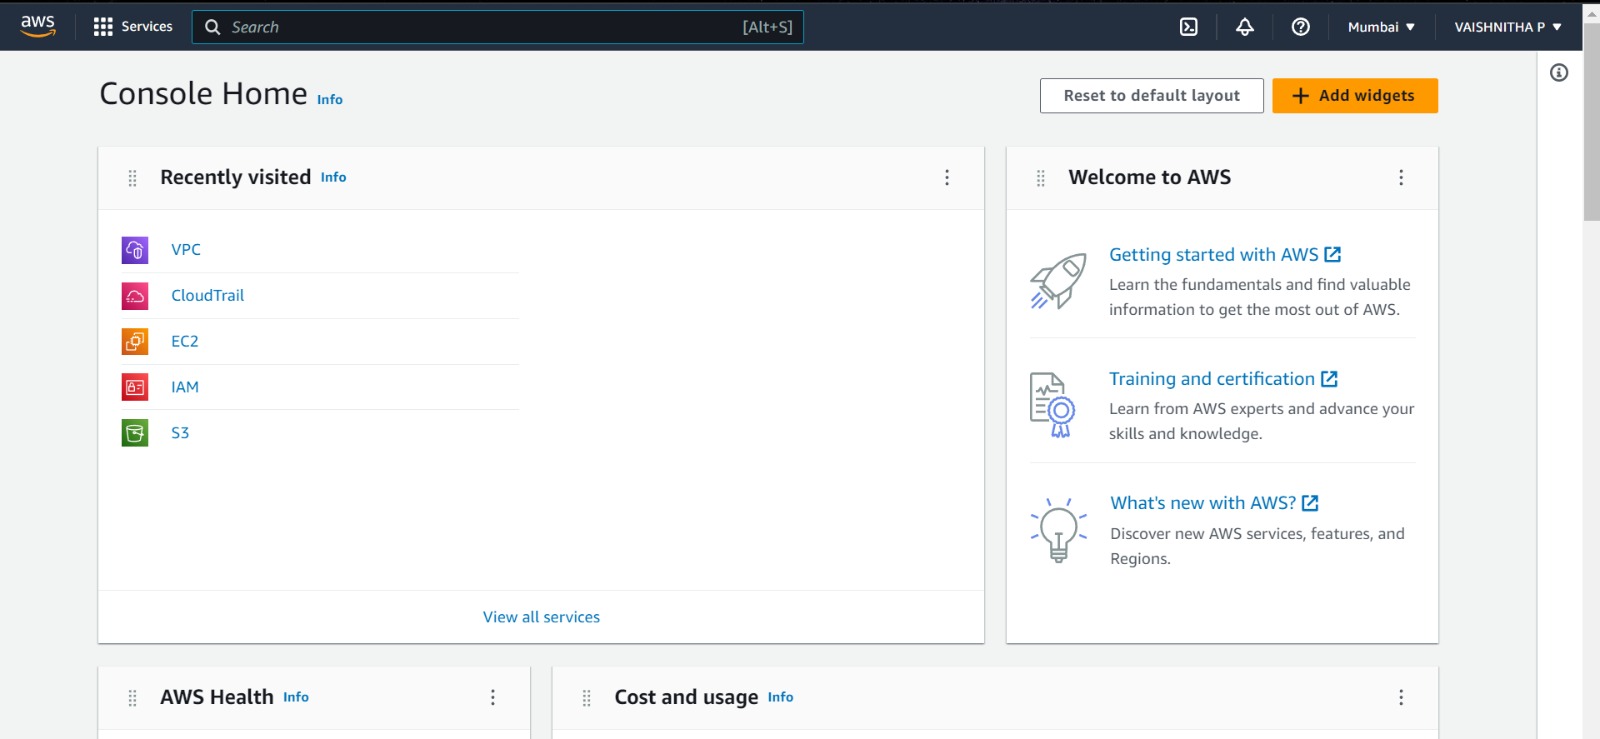 aws
Services
Search [Alt+S]
Mumbai
VAISHNITHA P
Console Home Info
Reset to default layout
+ Add widgets
Recently visited Info
VPC
CloudTrail
EC2
IAM
S3
View all services
Welcome to AWS
Getting started with AWS
Learn the fundamentals and find valuable
information to get the most out of AWS.
Training and certification
Learn from AWS experts and advance your
skills and knowledge.
What's new with AWS?
Discover new AWS services, features, and
Regions.
AWS Health Info
Cost and usage Info